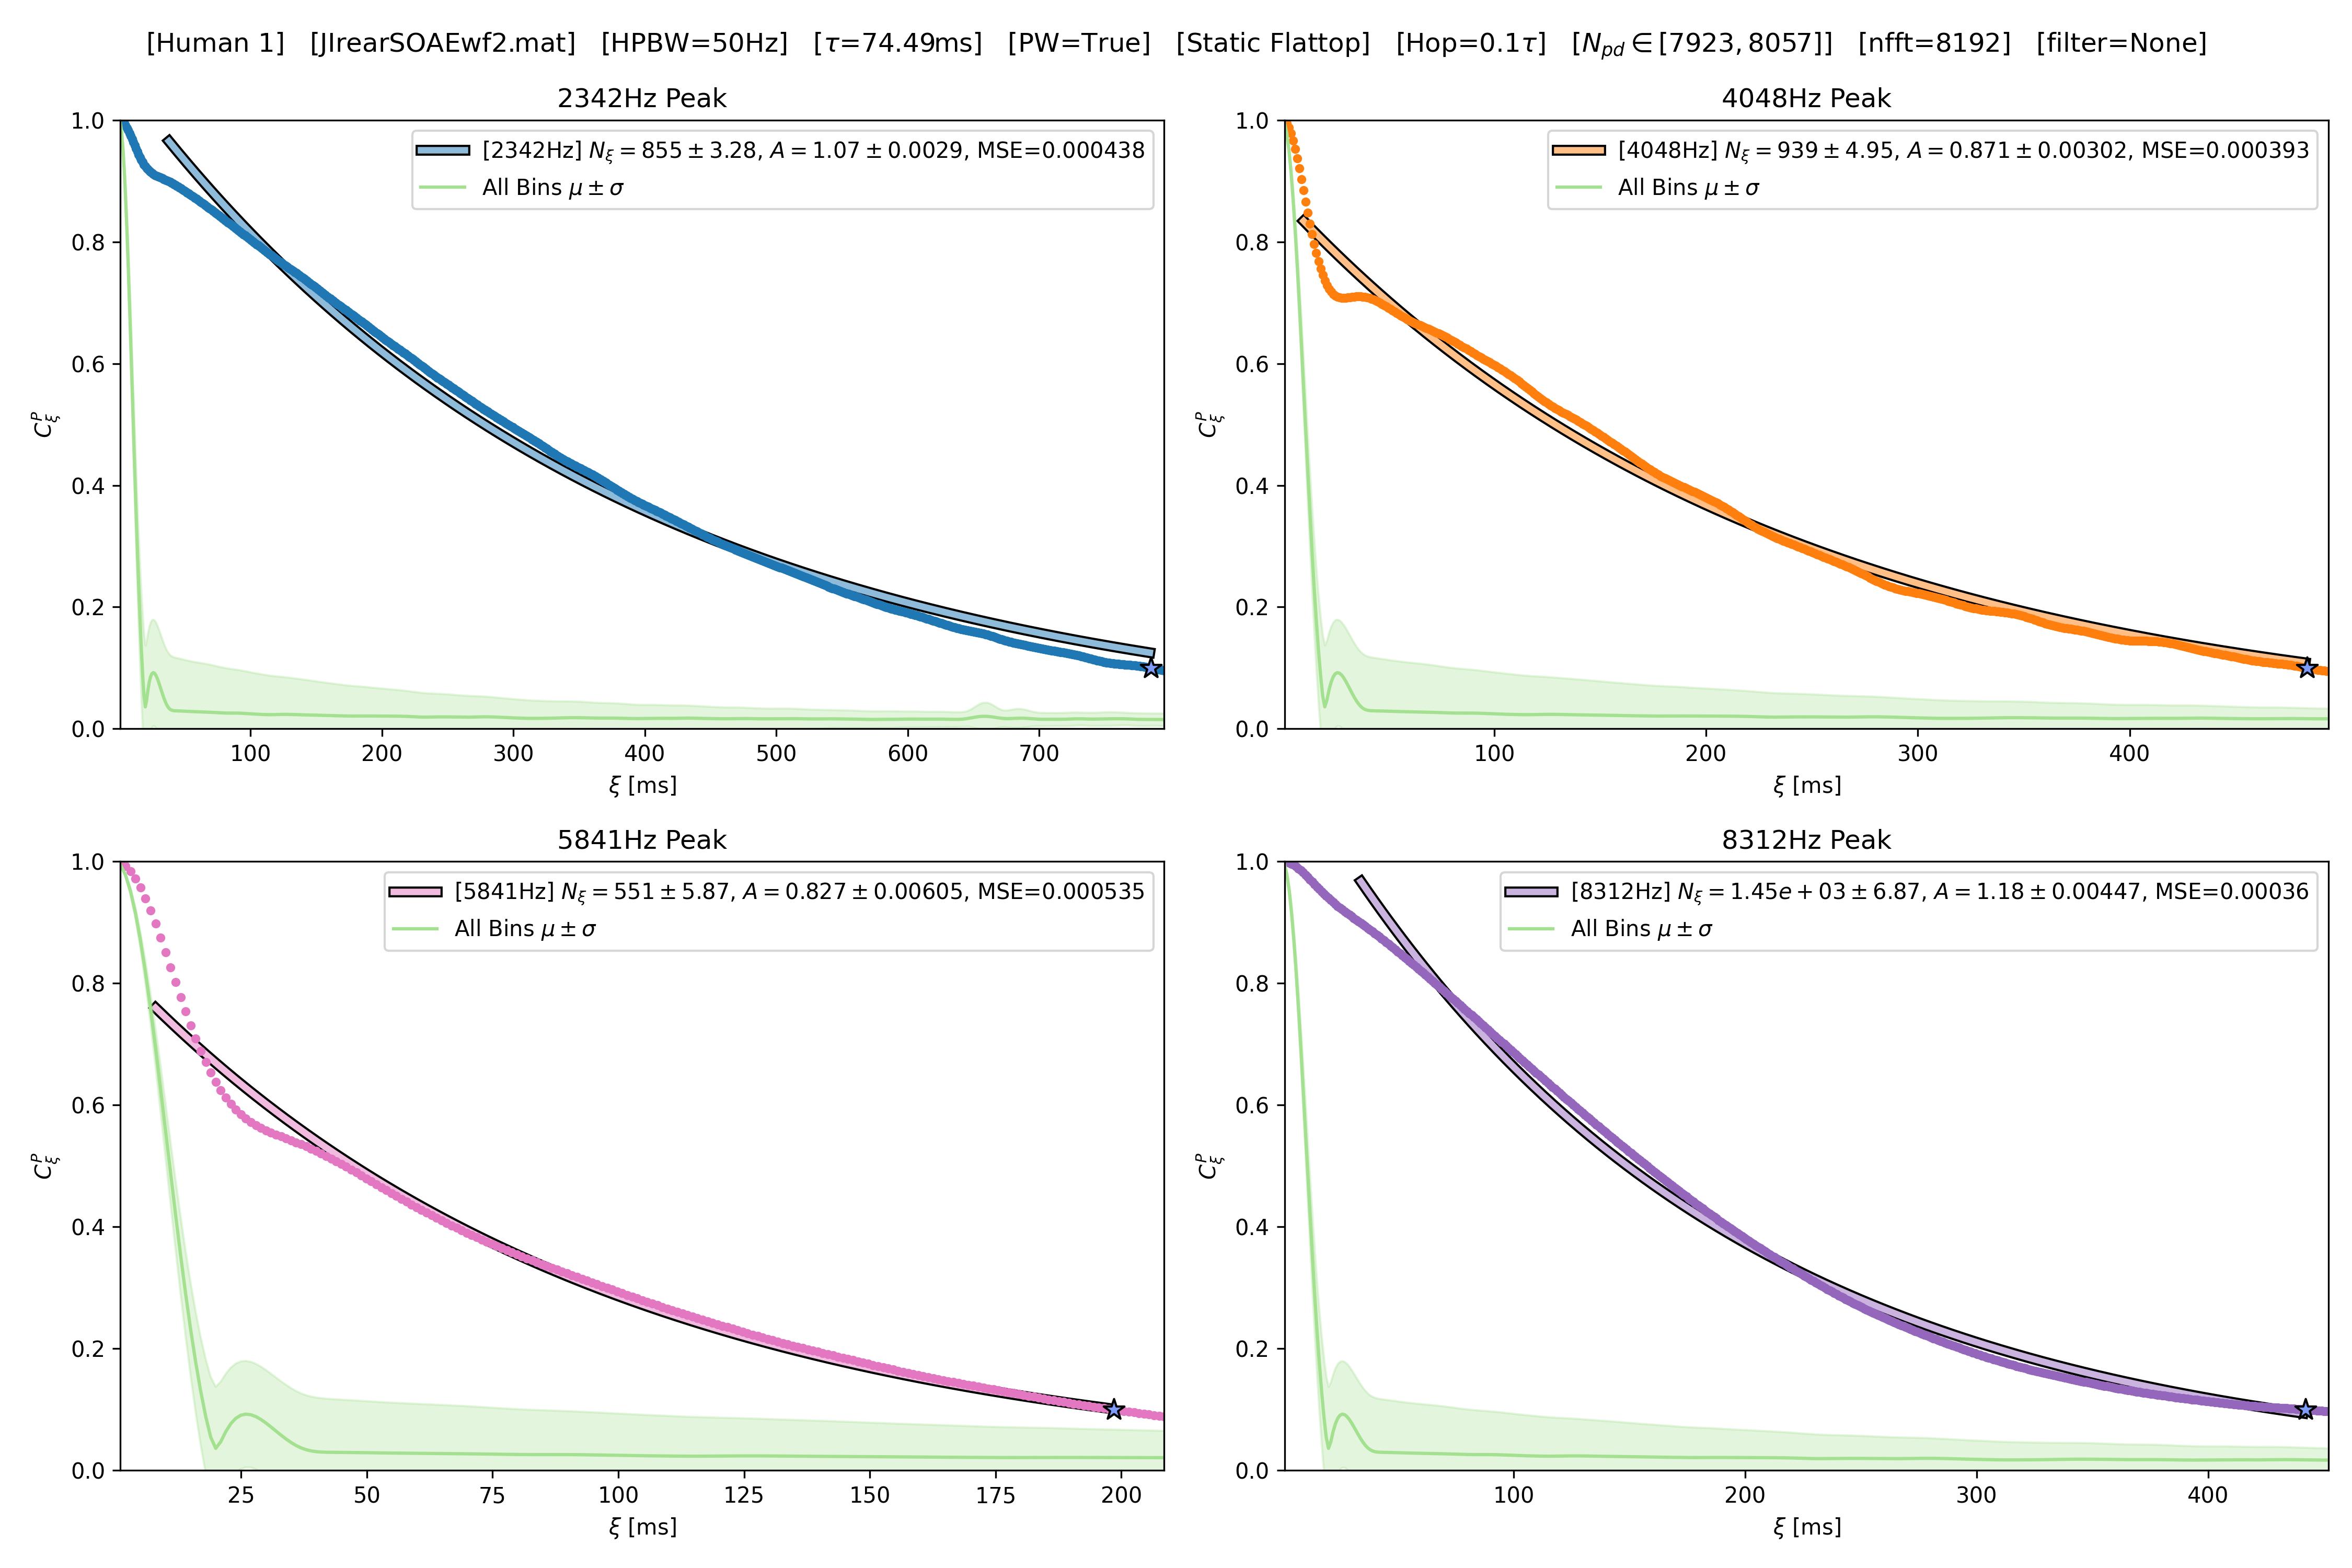 [Human 1] [JIrearSOAEwf2.mat] [HPBW=50Hz] [τ=74.49ms] [PW=True] [Static Flattop] [Hop=0.1τ] [N_pd ∈ [7923, 8057]] [nfft=8192] [filter=None]
2342Hz Peak
[2342Hz] N_ξ = 855 ± 3.28, A = 1.07 ± 0.0029, MSE=0.000438
All Bins μ ± σ
C_ξ^P
1.0
0.8
0.6
0.4
0.2
0.0
100 200 300 400 500 600 700
ξ [ms]
4048Hz Peak
[4048Hz] N_ξ = 939 ± 4.95, A = 0.871 ± 0.00302, MSE=0.000393
All Bins μ ± σ
C_ξ^P
1.0
0.8
0.6
0.4
0.2
0.0
100 200 300 400
ξ [ms]
5841Hz Peak
[5841Hz] N_ξ = 551 ± 5.87, A = 0.827 ± 0.00605, MSE=0.000535
All Bins μ ± σ
C_ξ^P
1.0
0.8
0.6
0.4
0.2
0.0
25 50 75 100 125 150 175 200
ξ [ms]
8312Hz Peak
[8312Hz] N_ξ = 1.45e + 03 ± 6.87, A = 1.18 ± 0.00447, MSE=0.00036
All Bins μ ± σ
C_ξ^P
1.0
0.8
0.6
0.4
0.2
0.0
100 200 300 400
ξ [ms]